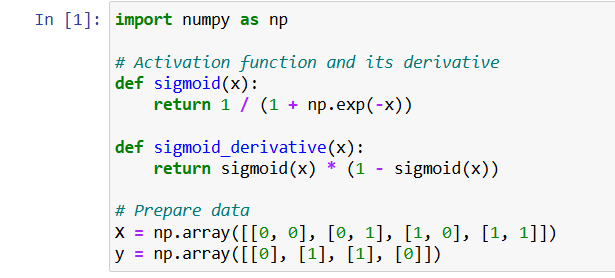 In [1]: import numpy as np
# Activation function and its derivative
def sigmoid(x):
    return 1 / (1 + np.exp(-x))
def sigmoid_derivative(x):
    return sigmoid(x) * (1 - sigmoid(x))
# Prepare data
X = np.array([[0, 0], [0, 1], [1, 0], [1, 1]])
y = np.array([[0], [1], [1], [0]])